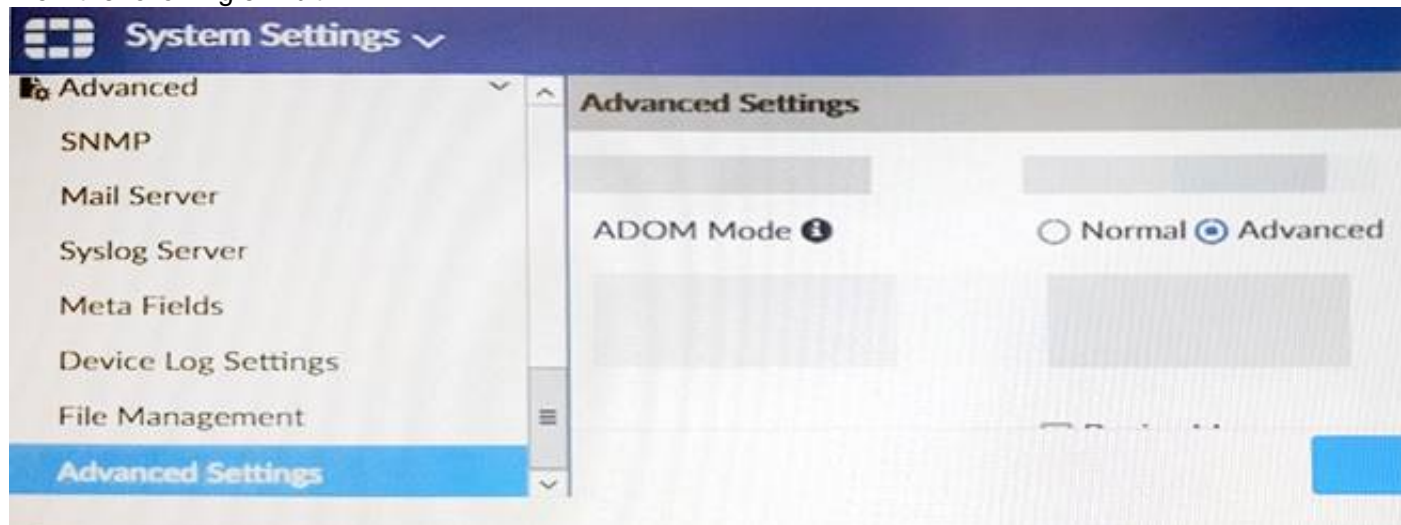 System Settings
Advanced
SNMP
Mail Server
Syslog Server
Meta Fields
Device Log Settings
File Management
Advanced Settings
Advanced Settings
ADOM Mode
Normal Advanced